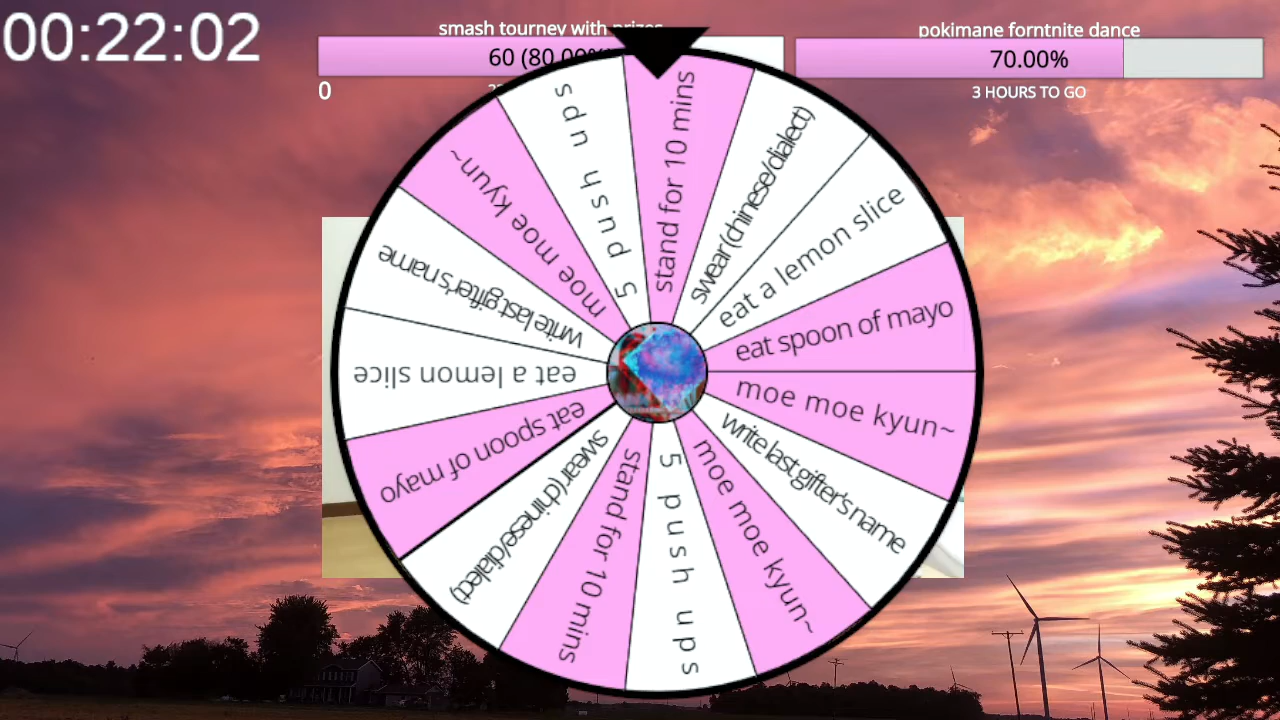 00:22:02
smash tourney with prizes
60 (80.00%)
0
pokimane forntnite dance
70.00%
3 HOURS TO GO
stand for 10 mins
swear (chinese/dialect)
eat a lemon slice
eat spoon of mayo
moe moe kyun~
write last gifter's name
moe moe kyun~
5 push ups
stand for 10 mins
swear (chinese/dialect)
eat spoon of mayo
eat a lemon slice
write last gifter's name
moe moe kyun~
5 push ups